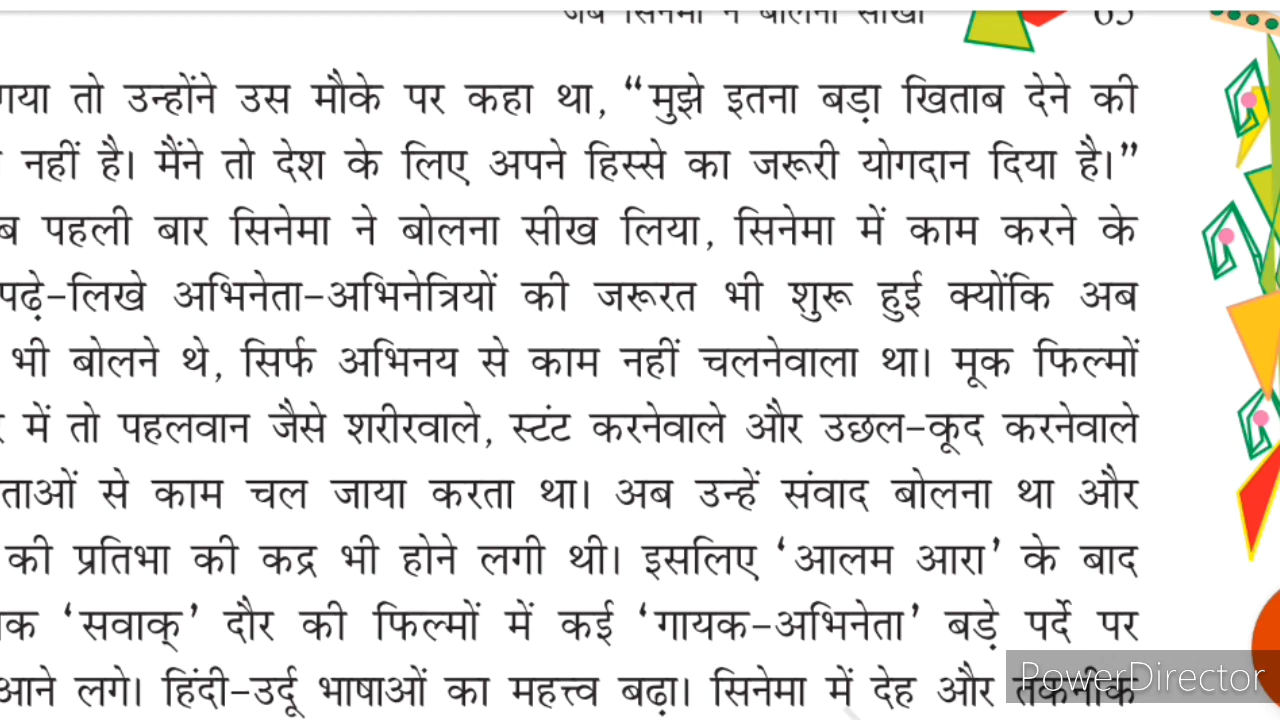 जब सिनेमा ने बोलना सीखा 65
गया तो उन्होंने उस मौके पर कहा था, “मुझे इतना बड़ा खिताब देने की
नहीं है। मैंने तो देश के लिए अपने हिस्से का जरूरी योगदान दिया है।”
ब पहली बार सिनेमा ने बोलना सीख लिया, सिनेमा में काम करने के
पढ़े-लिखे अभिनेता-अभिनेत्रियों की जरूरत भी शुरू हुई क्योंकि अब
भी बोलने थे, सिर्फ अभिनय से काम नहीं चलनेवाला था। मूक फिल्मों
में तो पहलवान जैसे शरीरवाले, स्टंट करनेवाले और उछल-कूद करनेवाले
ताओं से काम चल जाया करता था। अब उन्हें संवाद बोलना था और
की प्रतिभा की कद्र भी होने लगी थी। इसलिए ‘आलम आरा’ के बाद
क ‘सवाक्’ दौर की फिल्मों में कई ‘गायक-अभिनेता’ बड़े पर्दे पर
आने लगे। हिंदी-उर्दू भाषाओं का महत्त्व बढ़ा। सिनेमा में देह और तकनीक
PowerDirector